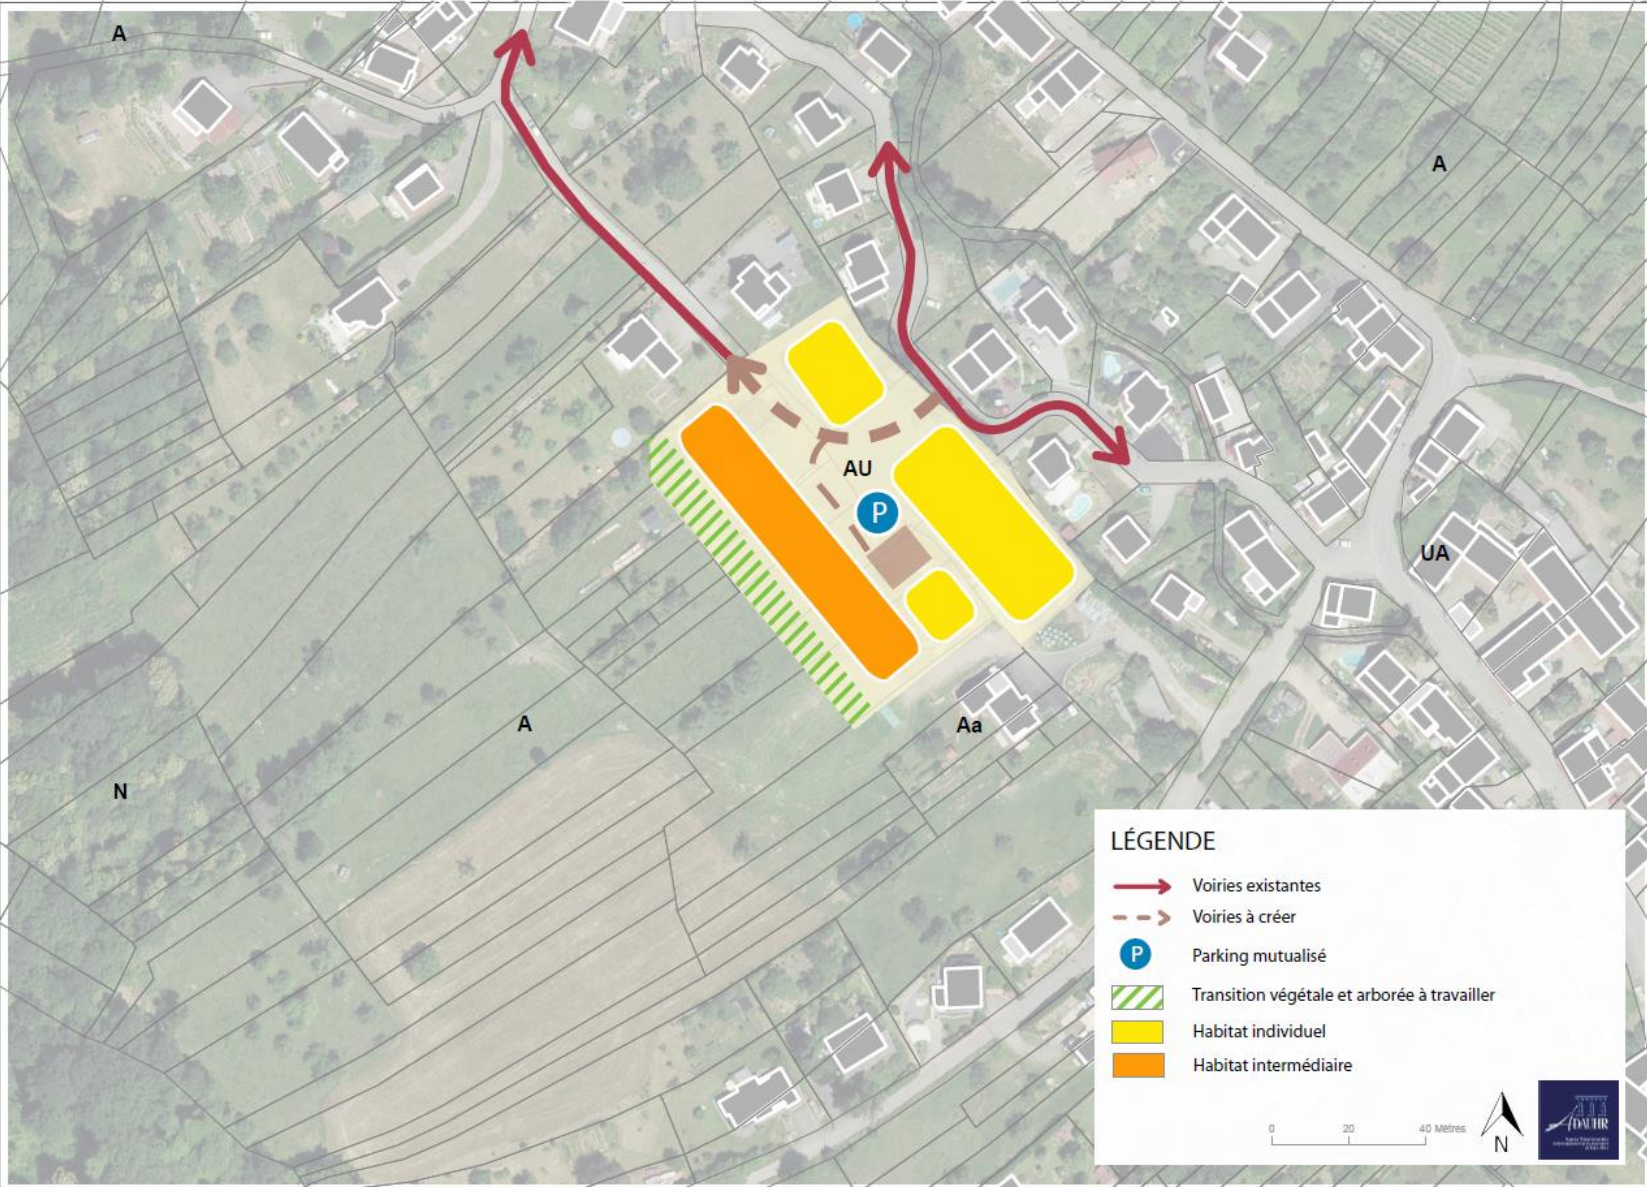 A
A
AU
P
UA
A
Aa
N
LÉGENDE
Voiries existantes
Voiries à créer
P
Parking mutualisé
Transition végétale et arborée à travailler
Habitat individuel
Habitat intermédiaire
0 20 40 Mètres
N
ADAUHR